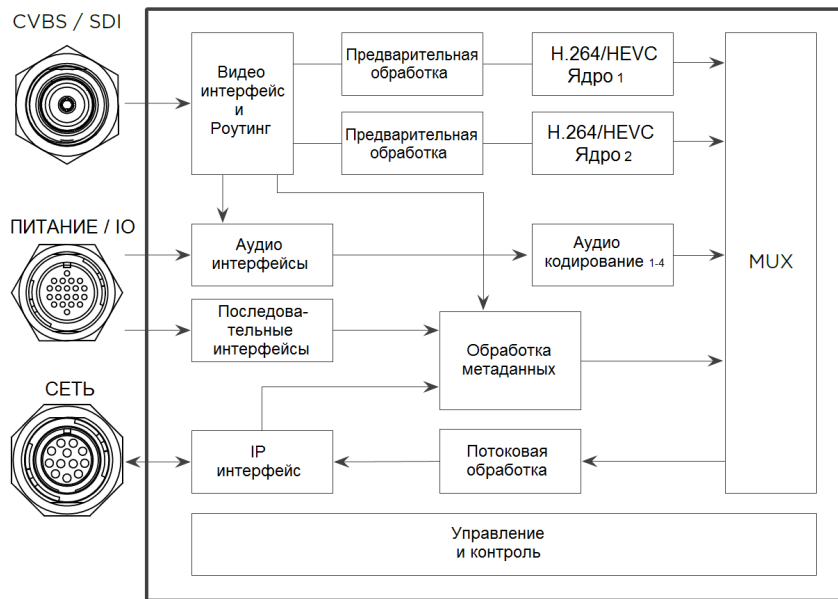 CVBS / SDI
Видео
интерфейс
и
Роутинг
Предварительная
обработка
H.264/HEVC
Ядро 1
Предварительная
обработка
H.264/HEVC
Ядро 2
MUX
ПИТАНИЕ / IO
Аудио
интерфейсы
Аудио
кодирование 1-4
Последова-
тельные
интерфейсы
Обработка
метаданных
СЕТЬ
IP
интерфейс
Потоковая
обработка
Управление
и контроль